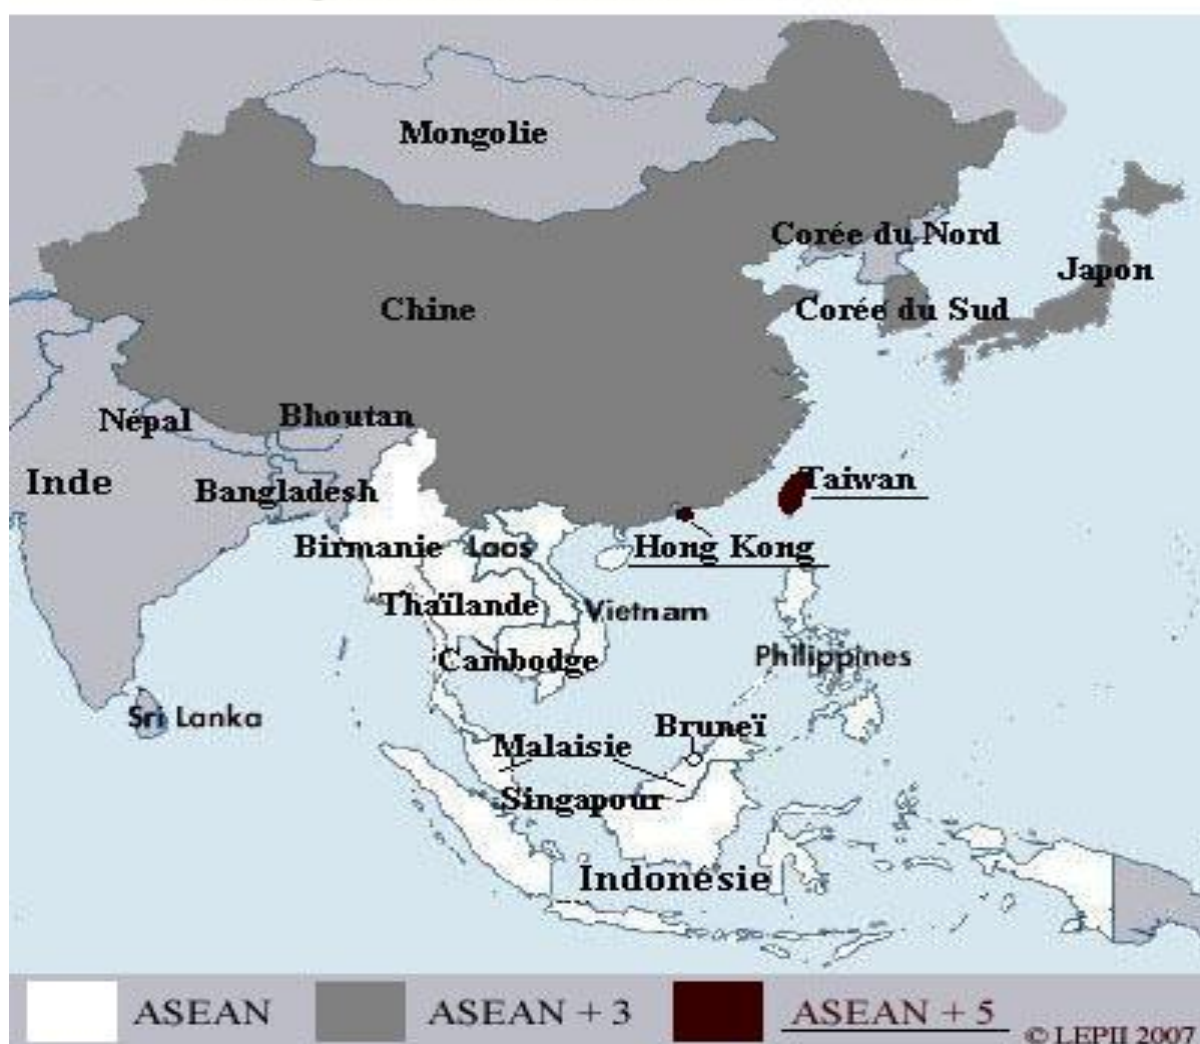 Mongolie
Corée du Nord
Japon
Chine
Corée du Sud
Népal
Bhoutan
Inde
Bangladesh
Taiwan
Birmanie
Laos
Hong Kong
Thaïlande
Vietnam
Cambodge
Philippines
Sri Lanka
Bruneï
Malaisie
Singapour
Indonésie
ASEAN
ASEAN + 3
ASEAN + 5
© LEPII 2007